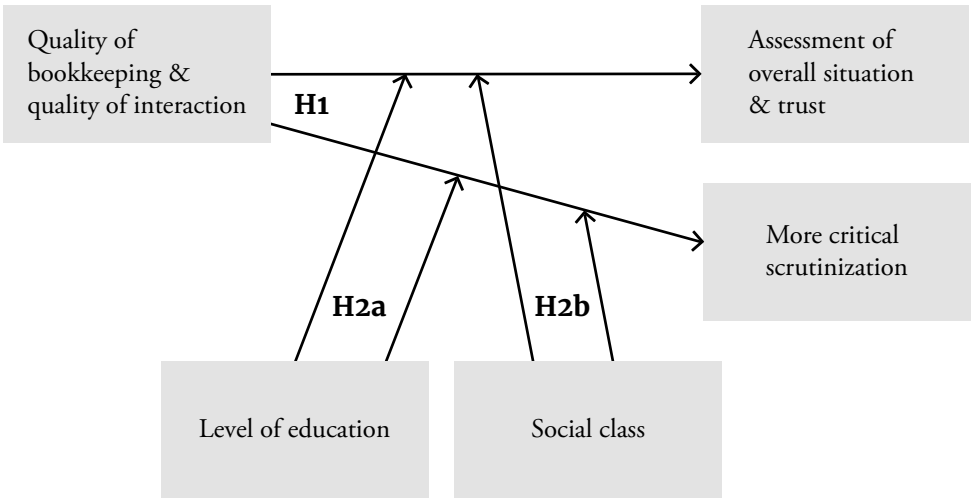 Quality of
bookkeeping &
quality of interaction
Assessment of
overall situation
& trust
H1
More critical
scrutinization
H2a
H2b
Level of education
Social class